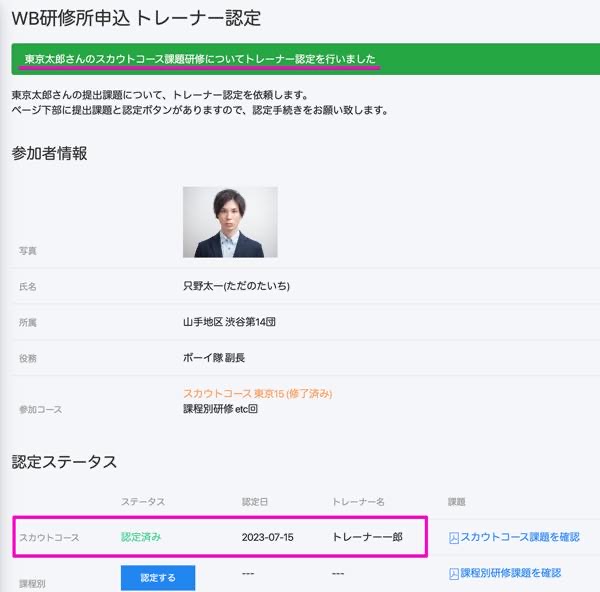 WB研修所申込 トレーナー認定
東京太郎さんのスカウトコース課題研修についてトレーナー認定を行いました
東京太郎さんの提出課題について、トレーナー認定を依頼します。
ページ下部に提出課題と認定ボタンがありますので、認定手続きをお願い致します。
参加者情報
写真
氏名 只野太一(ただのたいち)
所属 山手地区 渋谷第14団
役務 ボーイ隊 副長
スカウトコース 東京15 (修了済み)
参加コース 課程別研修 etc回
認定ステータス
ステータス 認定日 トレーナー名 課題
スカウトコース 認定済み 2023-07-15 トレーナー一郎 スカウトコース課題を確認
課程別 認定する --- --- 課程別研修課題を確認